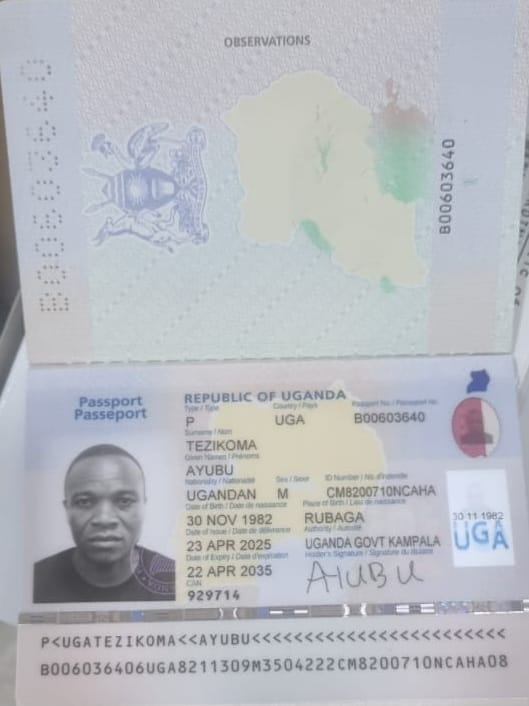 OBSERVATIONS
B0060364D
B00603640
Passport
Passeport
REPUBLIC OF UGANDA
Type / Type Country / Pays Passport No. / Passeport no.
P UGA B00603640
Surname / Nom
TEZIKOMA
Given Names / Prénoms
AYUBU
Nationality / Nationalité Sex / Sexe ID Number / No. d'identité
UGANDAN M CM8200710NCAHA
Date of Birth / Date de naissance Place of Birth / Lieu de naissance
30 NOV 1982 RUBAGA
Date of Issue / Date de délivrance Authority / Autorité
23 APR 2025 UGANDA GOVT KAMPALA
Date of Expiry / Date d'expiration Holder's Signature / Signature du titulaire
22 APR 2035 AIUBU
CAN
929714
30 11 1982
UGA
P<UGATEZIKOMA<<AYUBU<<<<<<<<<<<<<<<<<<<<<<<<
B006036406UGA8211309M3504222CM8200710NCAHA08